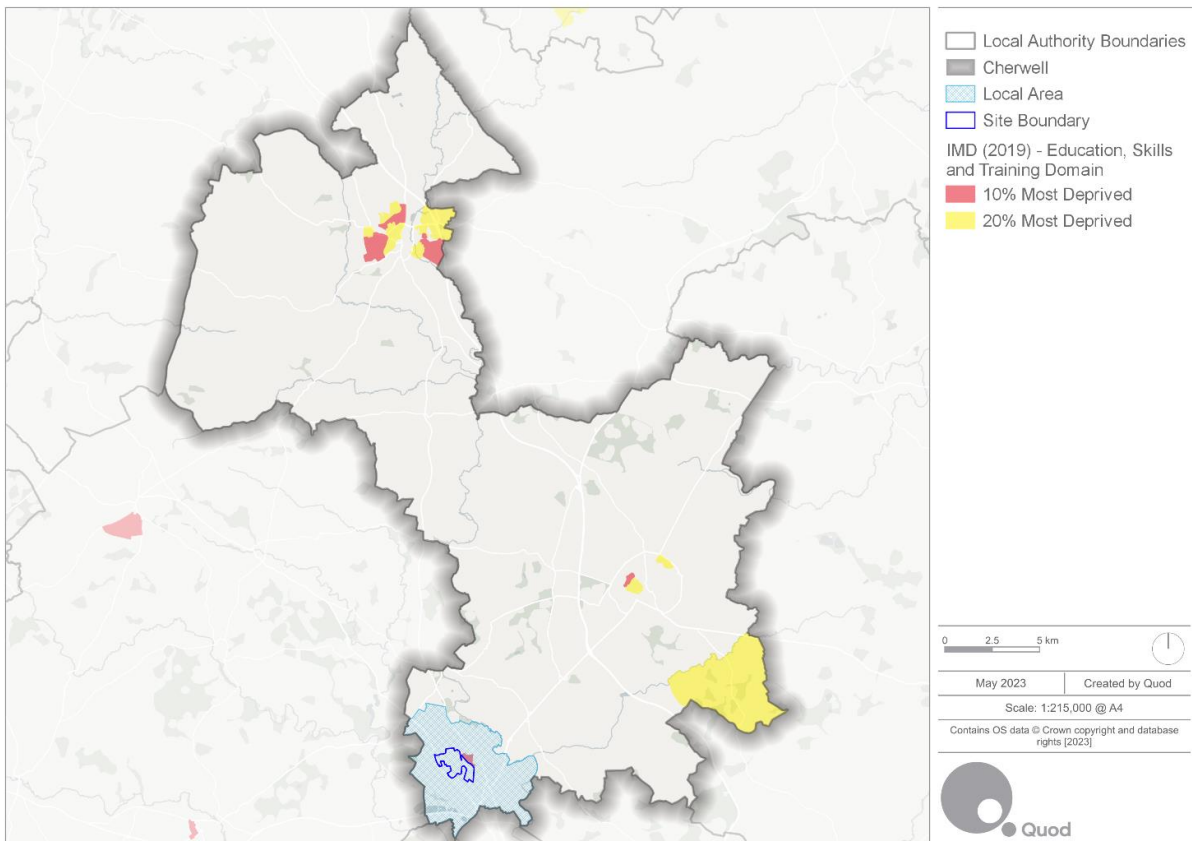 Local Authority Boundaries
Cherwell
Local Area
Site Boundary
IMD (2019) - Education, Skills
and Training Domain
10% Most Deprived
20% Most Deprived
0 2.5 5 km
May 2023 Created by Quod
Scale: 1:215,000 @ A4
Contains OS data © Crown copyright and database
rights [2023]
Quod